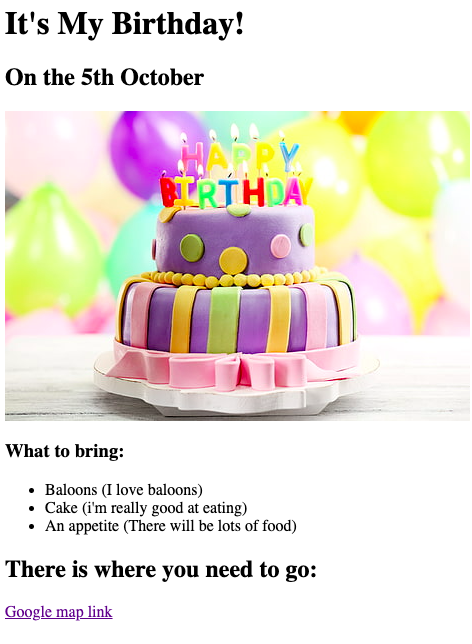 It's My Birthday!
On the 5th October
HAPPY
BIRTHDAY
What to bring:
Baloons (I love baloons)
Cake (i'm really good at eating)
An appetite (There will be lots of food)
There is where you need to go:
Google map link